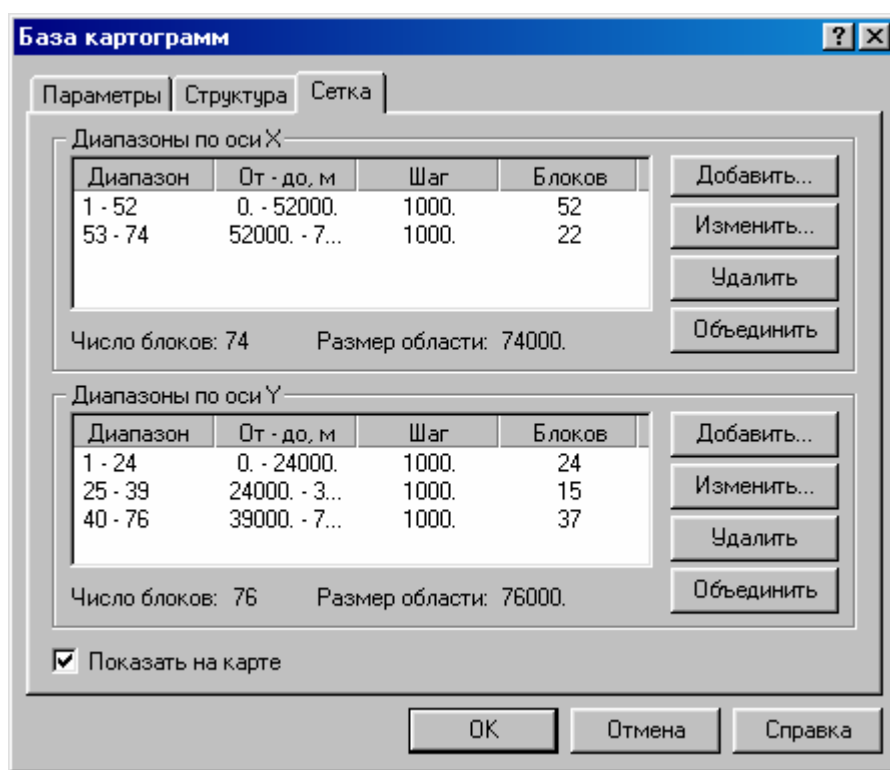 База картограмм
Параметры Структура Сетка
Диапазоны по оси X
Диапазон От - до, м Шаг Блоков
1 - 52 0. - 52000. 1000. 52
53 - 74 52000. - 7... 1000. 22
Добавить...
Изменить...
Удалить
Объединить
Число блоков: 74 Размер области: 74000.
Диапазоны по оси Y
Диапазон От - до, м Шаг Блоков
1 - 24 0. - 24000. 1000. 24
25 - 39 24000. - 3... 1000. 15
40 - 76 39000. - 7... 1000. 37
Добавить...
Изменить...
Удалить
Объединить
Число блоков: 76 Размер области: 76000.
Показать на карте
OK Отмена Справка